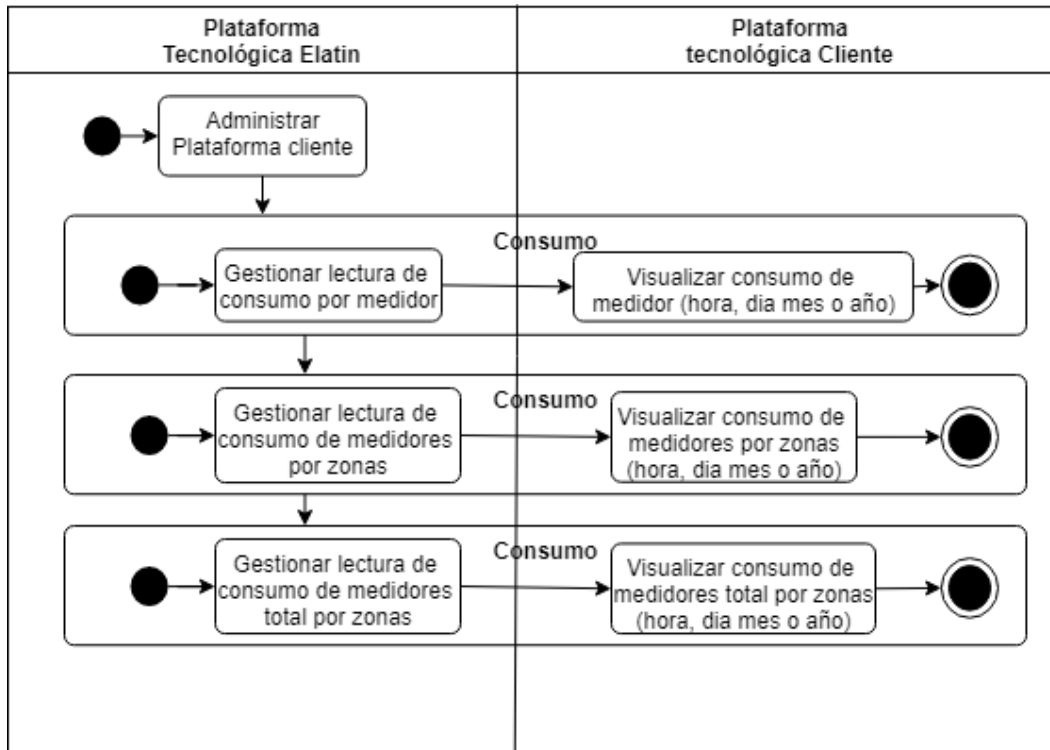 Plataforma
Tecnológica Elatin
Plataforma
tecnológica Cliente
Administrar
Plataforma cliente
Consumo
Gestionar lectura de
consumo por medidor
Visualizar consumo de
medidor (hora, dia mes o año)
Consumo
Gestionar lectura de
consumo de medidores
por zonas
Visualizar consumo de
medidores por zonas
(hora, dia mes o año)
Consumo
Gestionar lectura de
consumo de medidores
total por zonas
Visualizar consumo de
medidores total por zonas
(hora, dia mes o año)